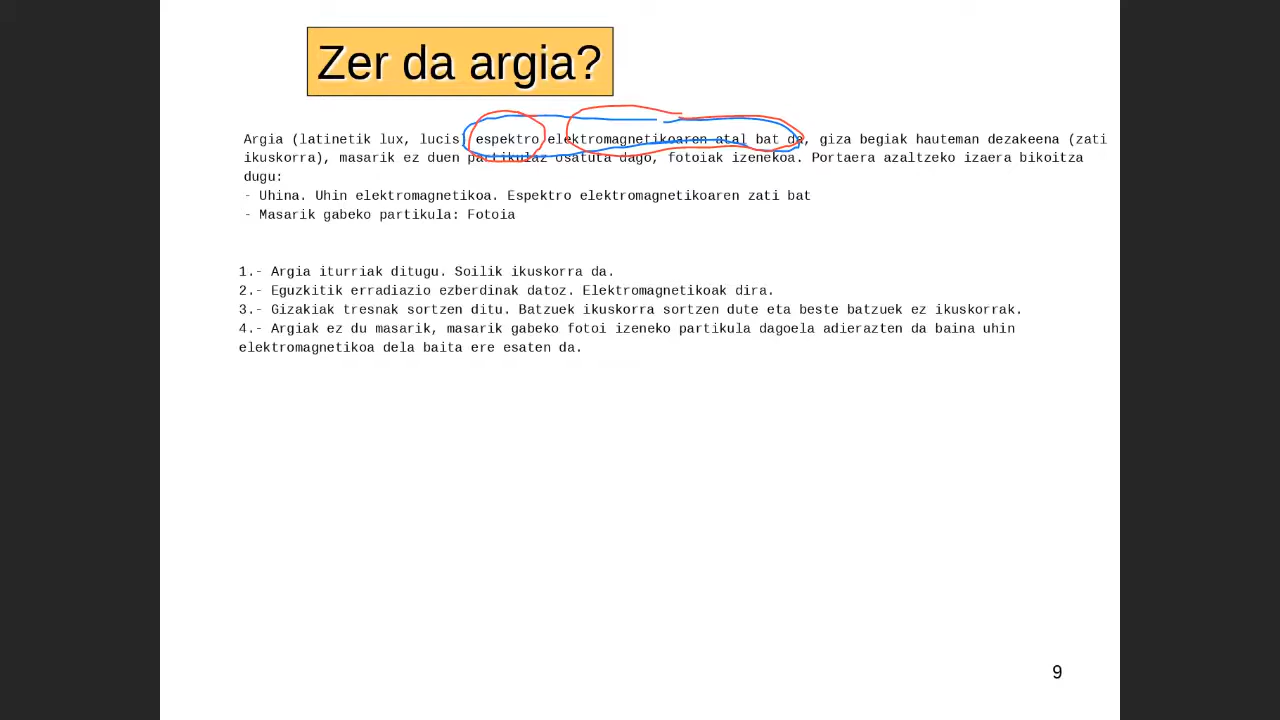 Zer da argia?
Argia (latinetik lux, lucis) espektro elektromagnetikoaren atal bat da, giza begiak hauteman dezakeena (zati
ikuskorra), masarik ez duen partikulaz osatuta dago, fotoiak izenekoa. Portaera azaltzeko izaera bikoitza
dugu:
- Uhina. Uhin elektromagnetikoa. Espektro elektromagnetikoaren zati bat
- Masarik gabeko partikula: Fotoia
1.- Argia iturriak ditugu. Soilik ikuskorra da.
2.- Eguzkitik erradiazio ezberdinak datoz. Elektromagnetikoak dira.
3.- Gizakiak tresnak sortzen ditu. Batzuek ikuskorra sortzen dute eta beste batzuek ez ikuskorrak.
4.- Argiak ez du masarik, masarik gabeko fotoi izeneko partikula dagoela adierazten da baina uhin
elektromagnetikoa dela baita ere esaten da.
9